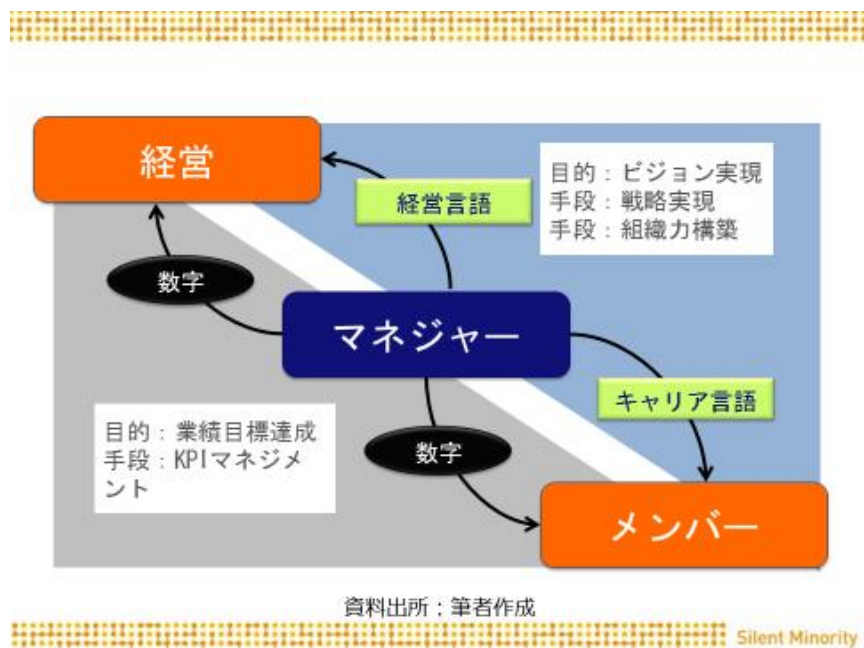 経営
経営言語
目的：ビジョン実現
手段：戦略実現
手段：組織力構築
数字
マネジャー
キャリア言語
目的：業績目標達成
手段：KPIマネジメ
ント
数字
メンバー
資料出所：筆者作成
Silent Minority